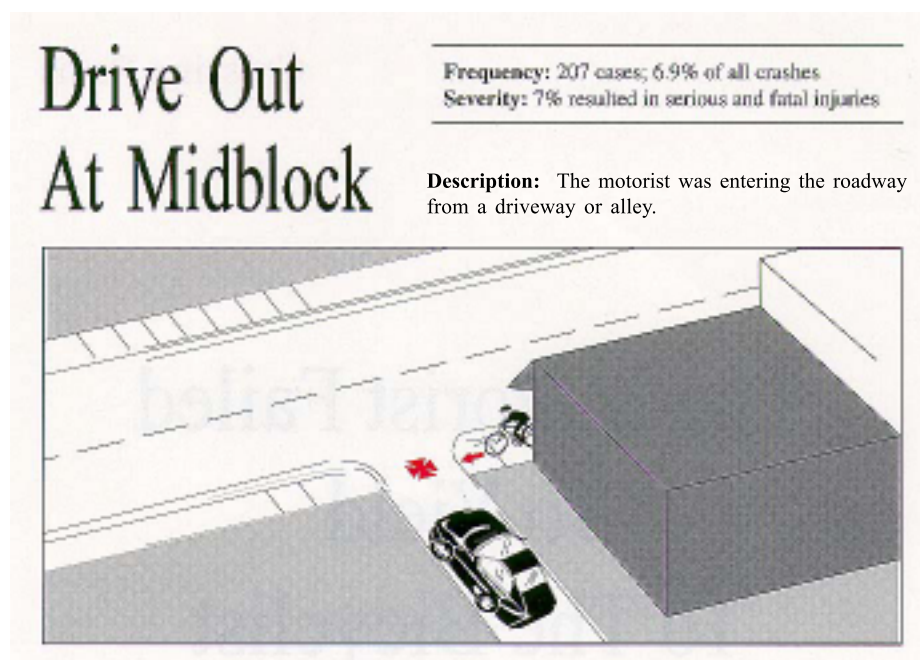 Drive Out
At Midblock
Frequency: 207 cases; 6.9% of all crashes
Severity: 7% resulted in serious and fatal injuries
Description: The motorist was entering the roadway
from a driveway or alley.